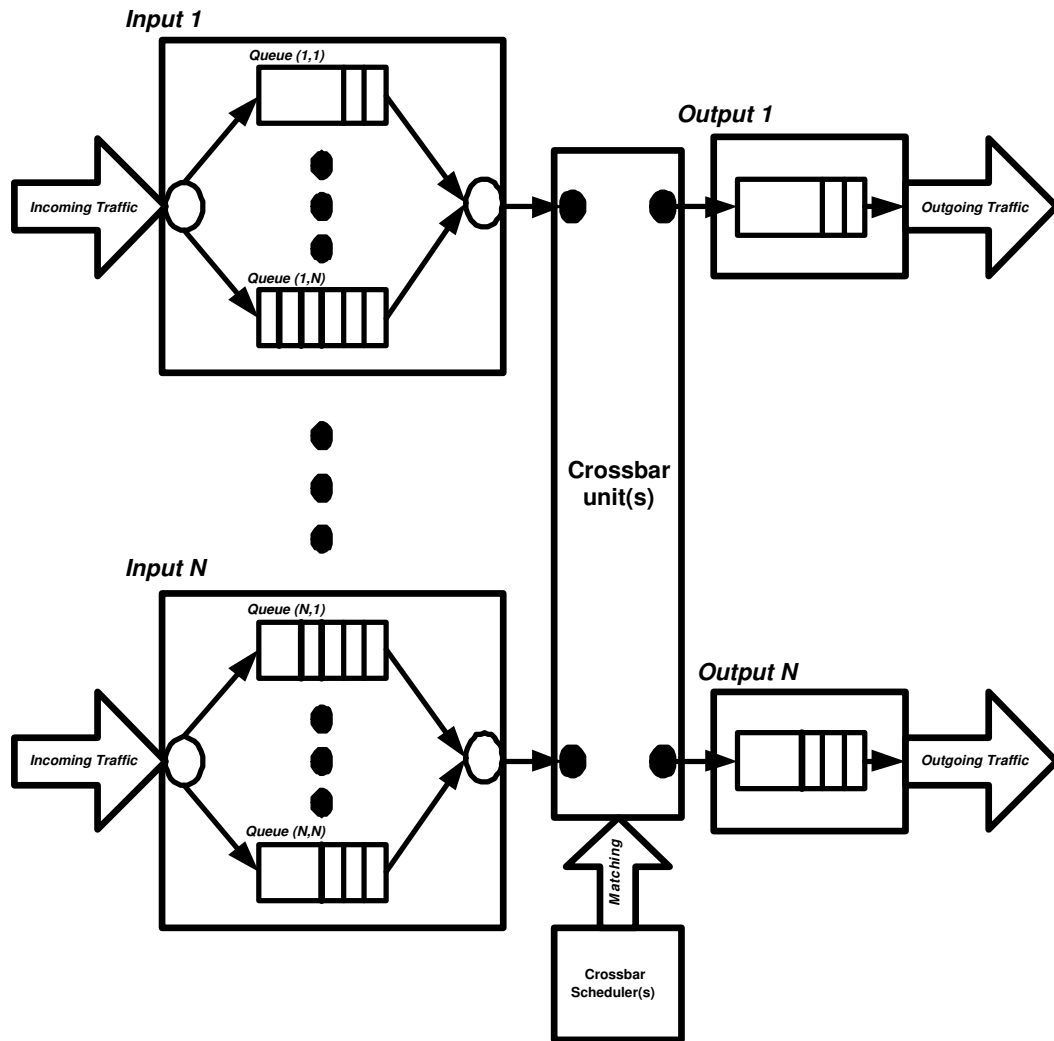 Input 1
Queue (1,1)
Incoming Traffic
Queue (1,N)
Output 1
Outgoing Traffic
Crossbar
unit(s)
Input N
Queue (N,1)
Incoming Traffic
Queue (N,N)
Output N
Outgoing Traffic
Matching
Crossbar
Scheduler(s)